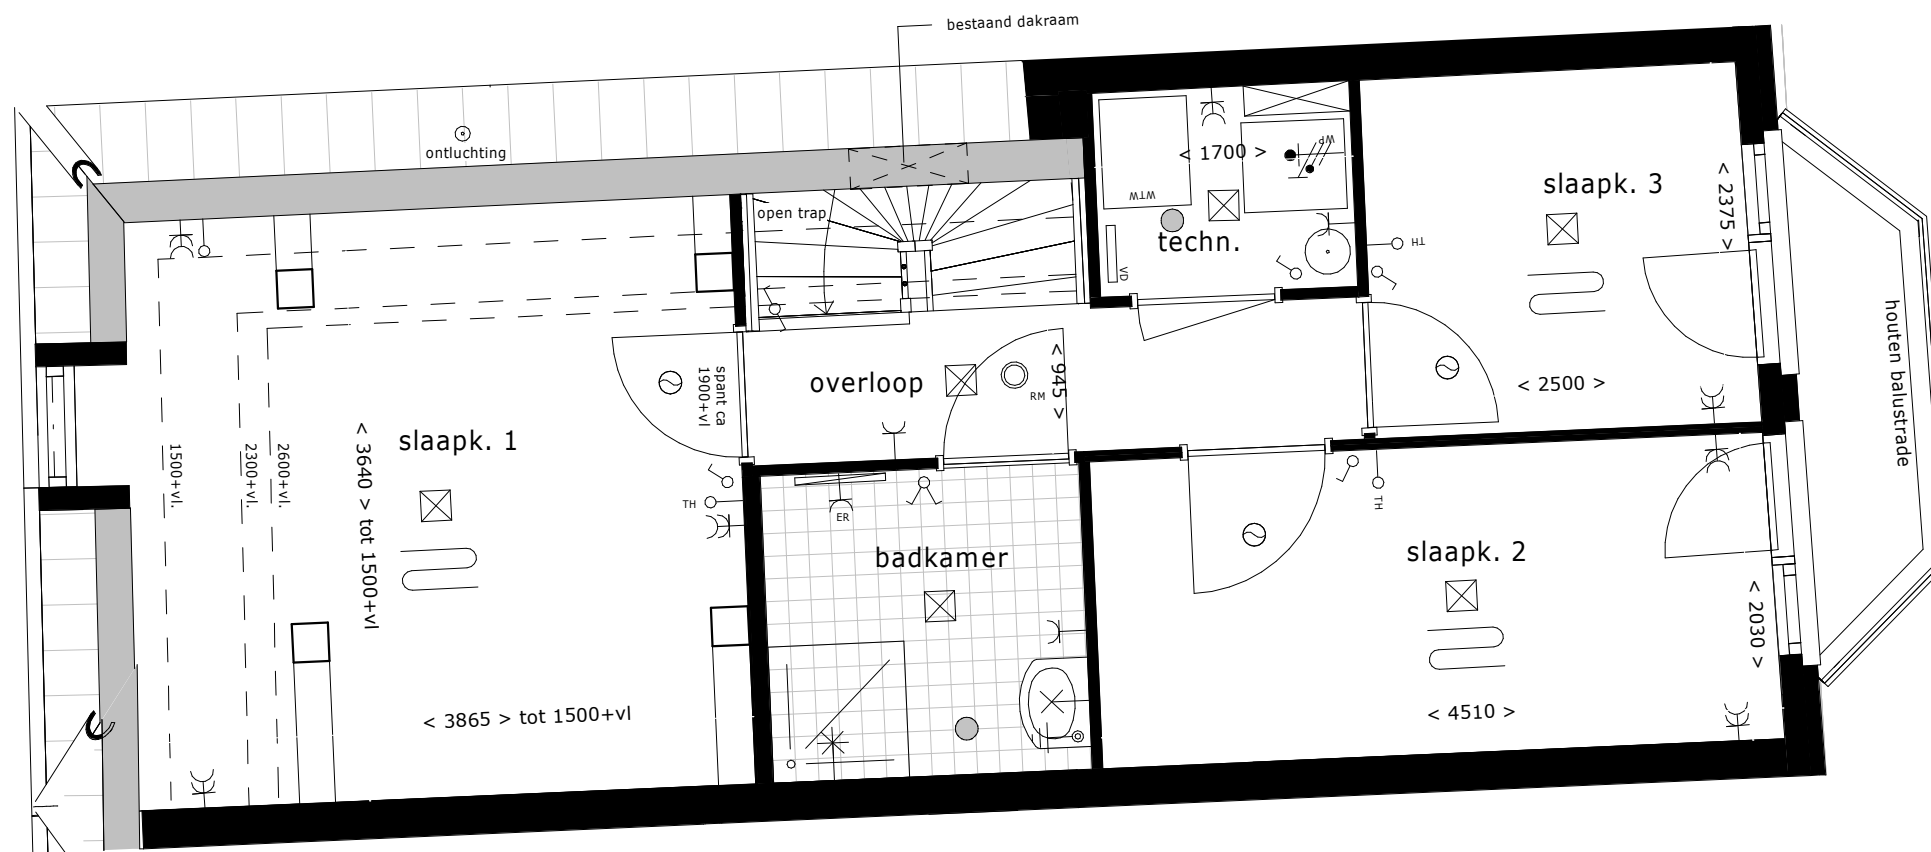 bestaand dakraam
ontluchting
open trap
< 1700 >
WP
WTW
techn.
VD
slaapk. 3
< 2375 >
TH
< 2500 >
houten balustrade
overloop
RM
< 945 >
spant ca
1900+vl
slaapk. 1
1500+vl.
2300+vl.
2600+vl.
< 3640 > tot 1500+vl
TH
ER
badkamer
TH
slaapk. 2
< 2030 >
< 3865 > tot 1500+vl
< 4510 >